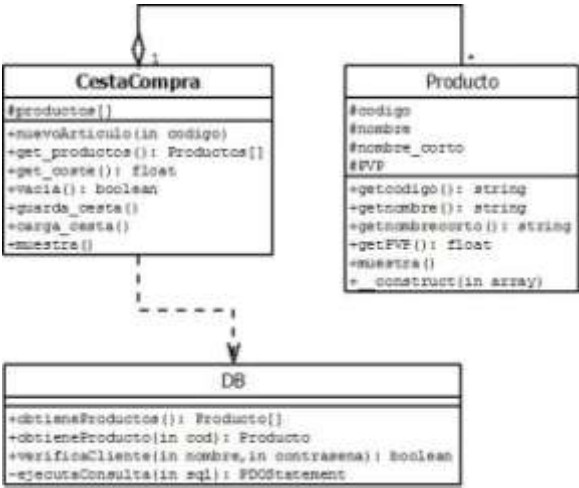 1
*
CestaCompra
#productos[]
+nuevoArticulo(in codigo)
+get_productos(): Productos[]
+get_coste(): float
+vacia(): boolean
+guarda_cesta()
+carga_cesta()
+muestra()
Producto
#codigo
#nombre
#nombre_corto
#PVP
+getcodigo(): string
+getnombre(): string
+getnombrecorto(): string
+getPVP(): float
+muestra()
+__construct(in array)
DB
+obtieneProductos(): Producto[]
+obtieneProducto(in cod): Producto
+verificaCliente(in nombre,in contrasena): boolean
-ejecutaConsulta(in sql): PDOStatement